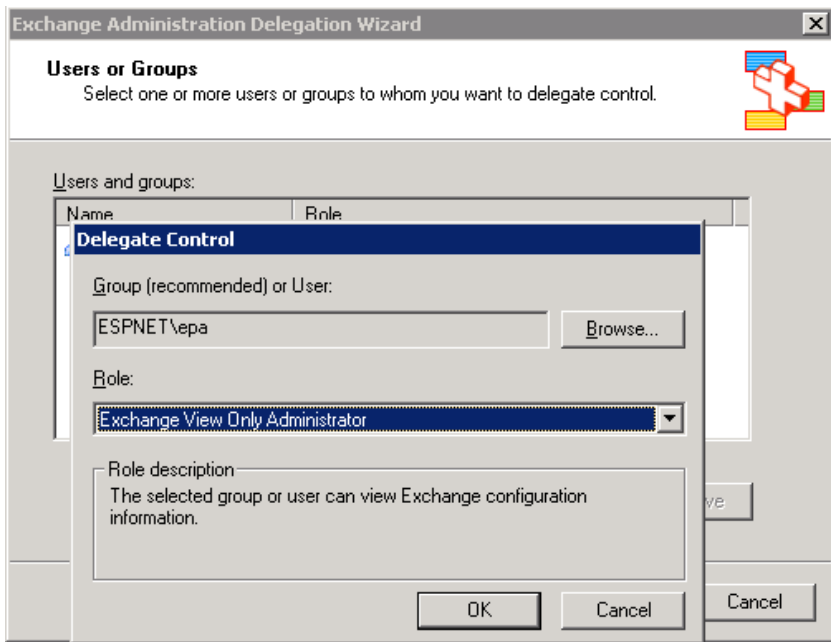 Exchange Administration Delegation Wizard
Users or Groups
Select one or more users or groups to whom you want to delegate control.
Users and groups:
Name Role
Delegate Control
Group (recommended) or User:
ESPNET\epa
Browse...
Role:
Exchange View Only Administrator
Role description
The selected group or user can view Exchange configuration
information.
ve
OK Cancel
Cancel